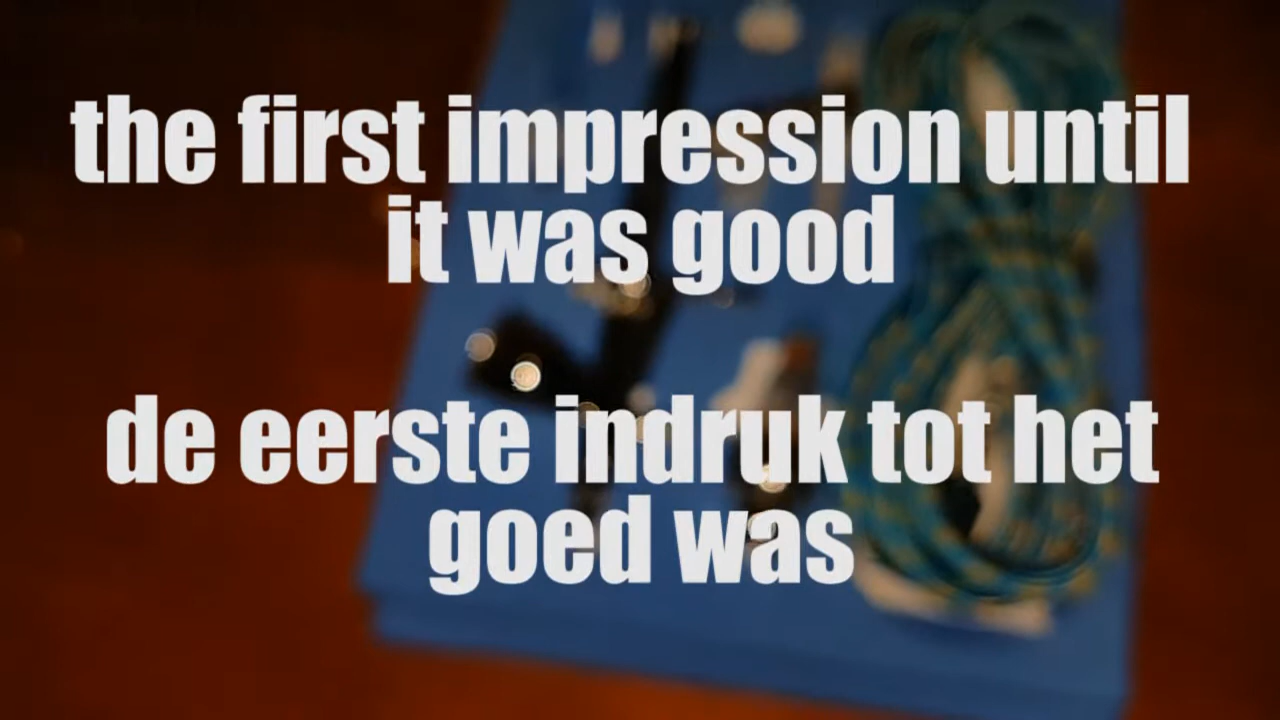 the first impression until
it was good
de eerste indruk tot het
goed was